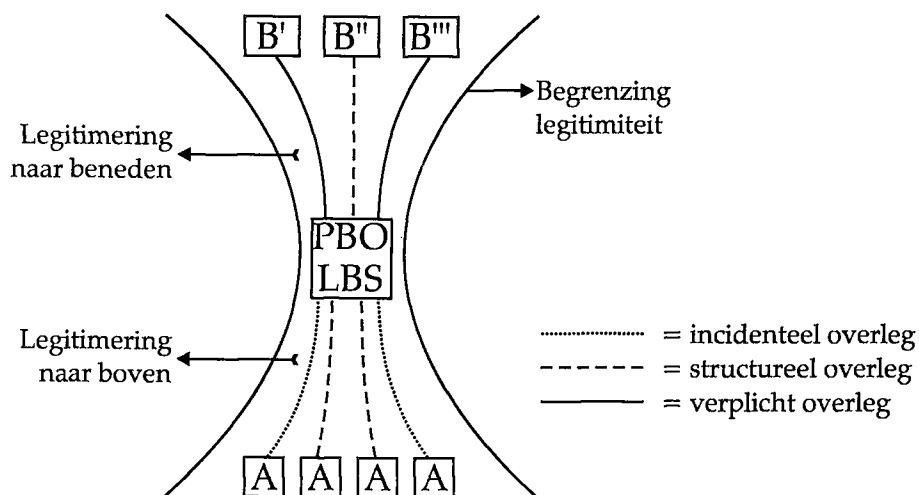 B' B" B'"
Begrenzing
legitimiteit
Legitimering
naar beneden
PBO
LBS
Legitimering
naar boven
= incidenteel overleg
= structureel overleg
= verplicht overleg
A A A A